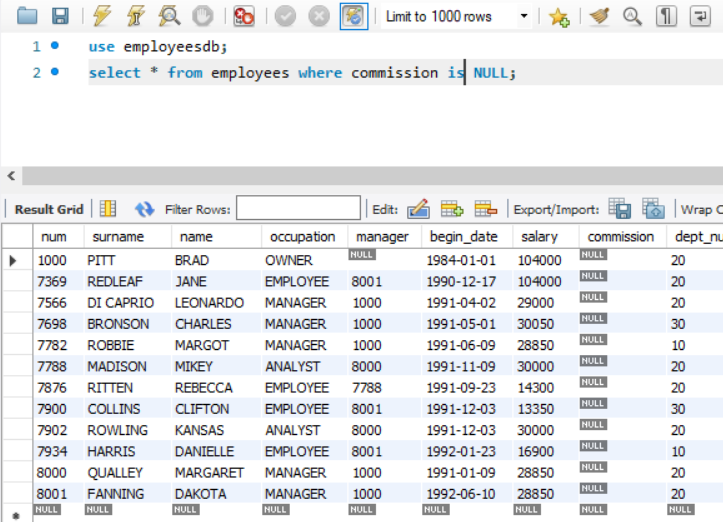 Limit to 1000 rows
1 use employeesdb;
2 select * from employees where commission is NULL;
Result Grid Filter Rows: Edit: Export/Import: Wrap C
num surname name occupation manager begin_date salary commission dept_nu
1000 PITT BRAD OWNER NULL 1984-01-01 104000 NULL 20
7369 REDLEAF JANE EMPLOYEE 8001 1990-12-17 104000 NULL 20
7566 DI CAPRIO LEONARDO MANAGER 1000 1991-04-02 29000 NULL 20
7698 BRONSON CHARLES MANAGER 1000 1991-05-01 30050 NULL 30
7782 ROBBIE MARGOT MANAGER 1000 1991-06-09 28850 NULL 10
7788 MADISON MIKEY ANALYST 8000 1991-11-09 30000 NULL 20
7876 RITTEN REBECCA EMPLOYEE 7788 1991-09-23 14300 NULL 20
7900 COLLINS CLIFTON EMPLOYEE 8001 1991-12-03 13350 NULL 30
7902 ROWLING KANSAS ANALYST 8000 1991-12-03 30000 NULL 20
7934 HARRIS DANIELLE EMPLOYEE 8001 1992-01-23 16900 NULL 10
8000 QUALLEY MARGARET MANAGER 1000 1991-01-09 28850 NULL 20
8001 FANNING DAKOTA MANAGER 1000 1992-06-10 28850 NULL 20
NULL NULL NULL NULL NULL NULL NULL NULL NULL